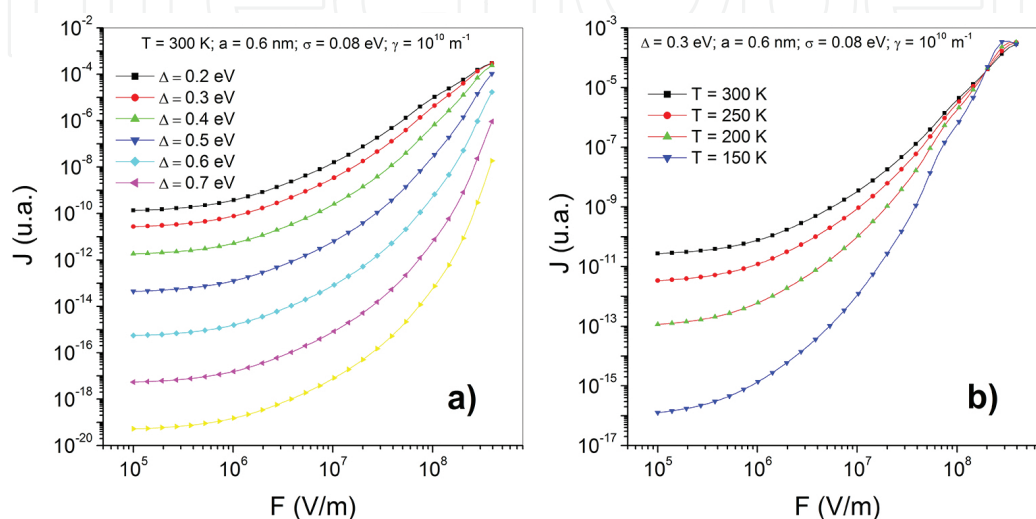 T = 300 K; a = 0.6 nm; σ = 0.08 eV; γ = 10¹⁰ m⁻¹
Δ = 0.2 eV
Δ = 0.3 eV
Δ = 0.4 eV
Δ = 0.5 eV
Δ = 0.6 eV
Δ = 0.7 eV
a)
J (u.a.)
10⁻²
10⁻⁴
10⁻⁶
10⁻⁸
10⁻¹⁰
10⁻¹²
10⁻¹⁴
10⁻¹⁶
10⁻¹⁸
10⁻²⁰
10⁵ 10⁶ 10⁷ 10⁸
F (V/m)
Δ = 0.3 eV; a = 0.6 nm; σ = 0.08 eV; γ = 10¹⁰ m⁻¹
T = 300 K
T = 250 K
T = 200 K
T = 150 K
b)
J (u.a.)
10⁻³
10⁻⁵
10⁻⁷
10⁻⁹
10⁻¹¹
10⁻¹³
10⁻¹⁵
10⁻¹⁷
10⁵ 10⁶ 10⁷ 10⁸
F (V/m)